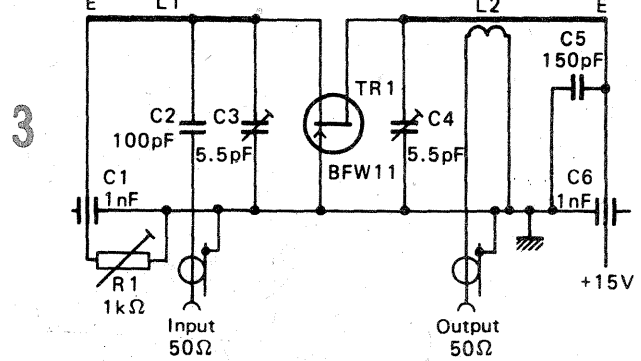 E
L1
L2
E
C5
150pF
TR1
3
C2
100pF
C3
5.5pF
C4
5.5pF
BFW11
C1
1nF
C6
1nF
R1
1kΩ
+15V
Input
50Ω
Output
50Ω